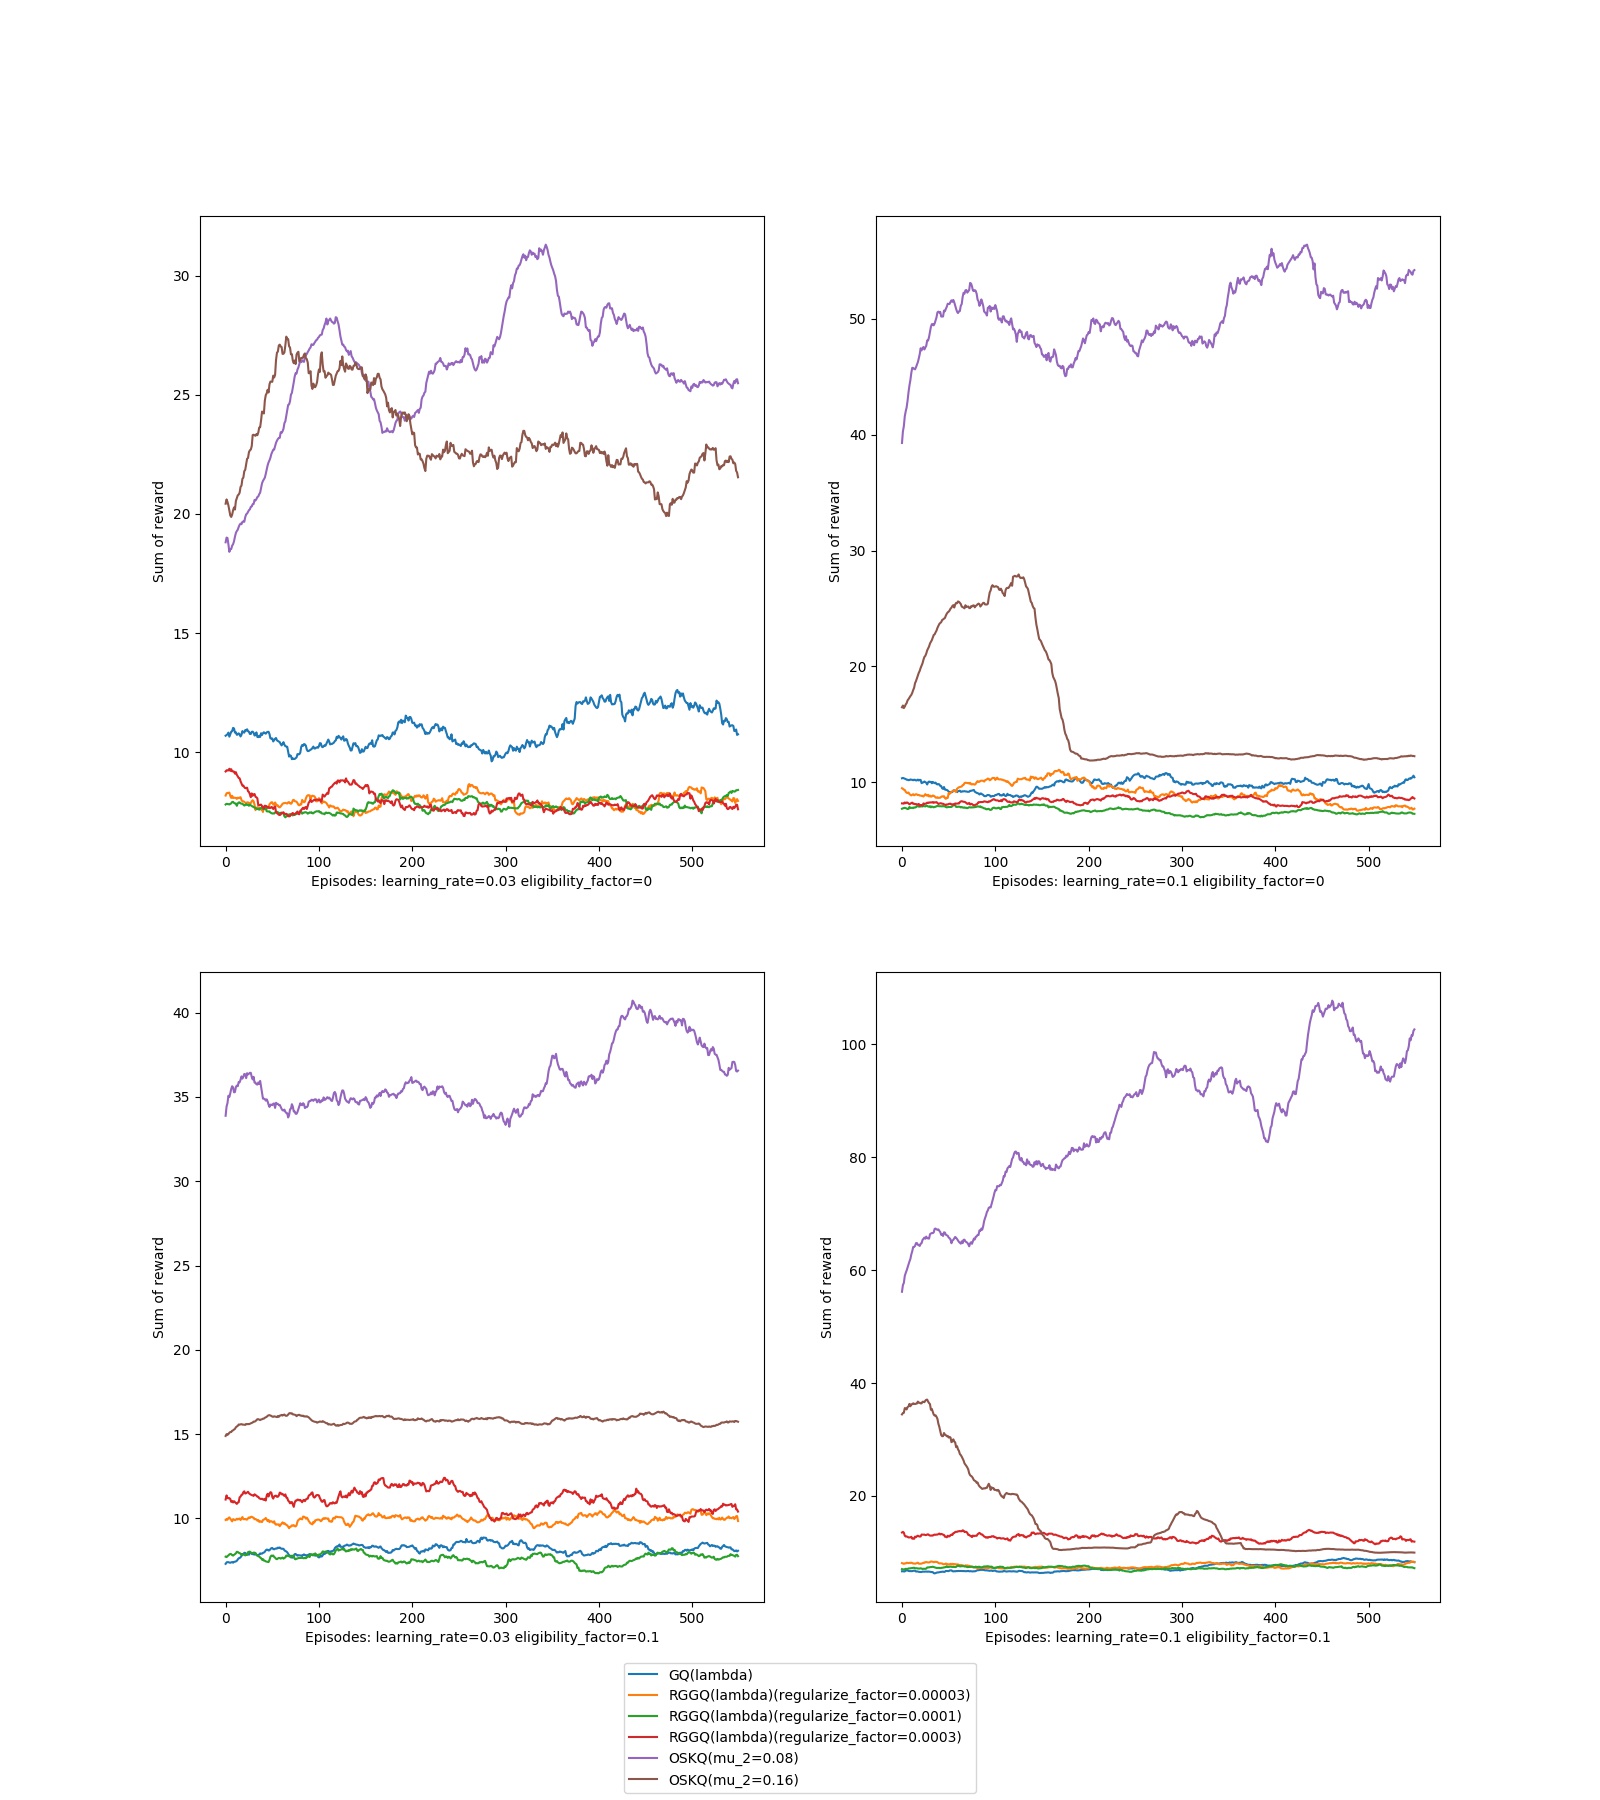 30
25
20
15
10
Sum of reward
0 100 200 300 400 500
Episodes: learning_rate=0.03 eligibility_factor=0
50
40
30
20
10
Sum of reward
0 100 200 300 400 500
Episodes: learning_rate=0.1 eligibility_factor=0
40
35
30
25
20
15
10
Sum of reward
0 100 200 300 400 500
Episodes: learning_rate=0.03 eligibility_factor=0.1
100
80
60
40
20
Sum of reward
0 100 200 300 400 500
Episodes: learning_rate=0.1 eligibility_factor=0.1
GQ(lambda)
RGGQ(lambda)(regularize_factor=0.00003)
RGGQ(lambda)(regularize_factor=0.0001)
RGGQ(lambda)(regularize_factor=0.0003)
OSKQ(mu_2=0.08)
OSKQ(mu_2=0.16)